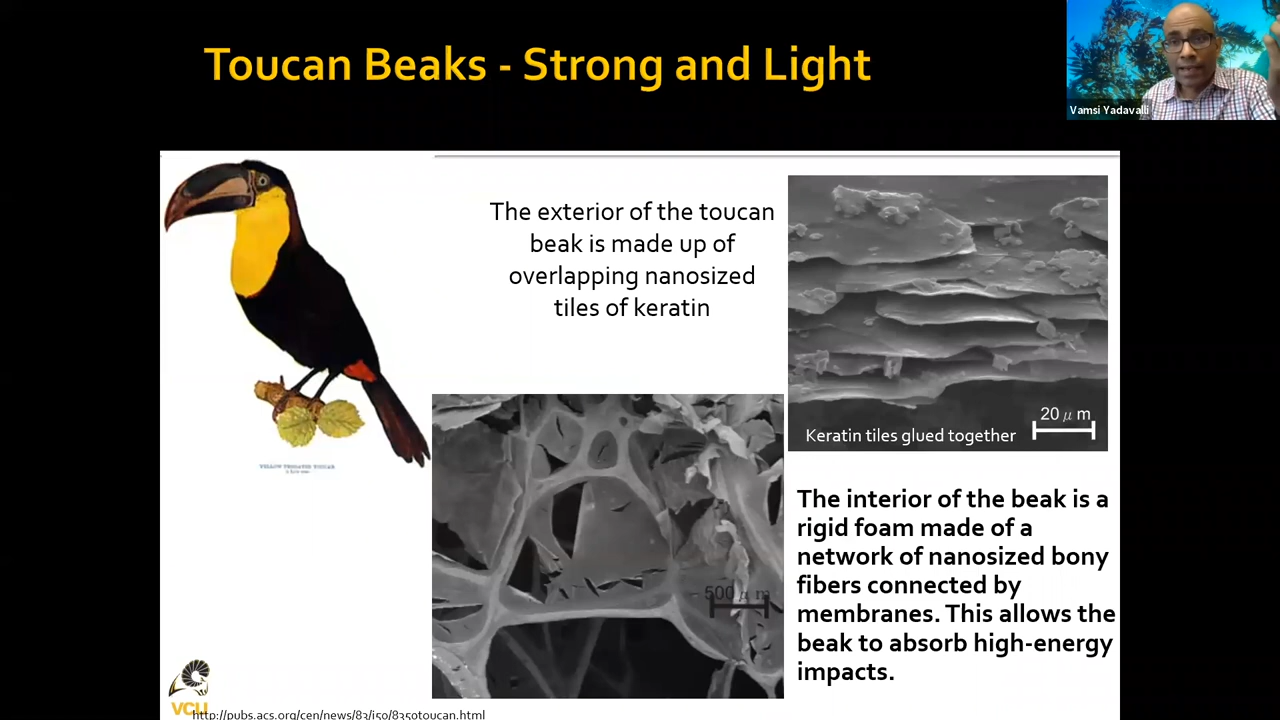 Toucan Beaks - Strong and Light
Vamsi Yadavalli
The exterior of the toucan
beak is made up of
overlapping nanosized
tiles of keratin
20 μ m
Keratin tiles glued together
500 μ m
The interior of the beak is a
rigid foam made of a
network of nanosized bony
fibers connected by
membranes. This allows the
beak to absorb high-energy
impacts.
VCU
http://pubs.acs.org/cen/news/83/i50/8350toucan.html